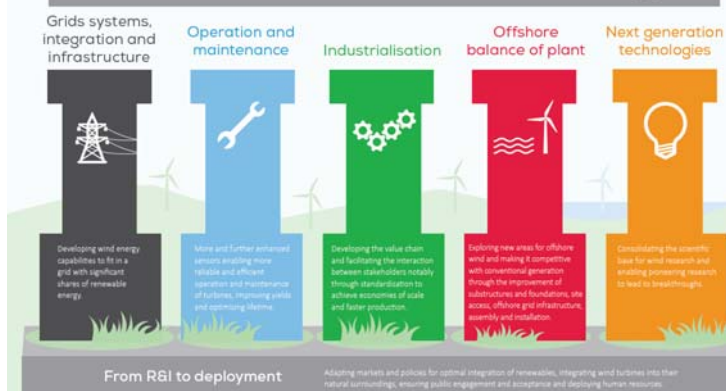 Grids systems,
integration and
infrastructure
Operation and
maintenance
Industrialisation
Offshore
balance of plant
Next generation
technologies
Developing wind energy
capabilities to fit in a
grid with significant
shares of renewable
energy.
More and further enhanced
sensors enabling more
reliable and efficient
operation and maintenance
of turbines, improving yields
and optimising lifetime.
Developing the value chain
and facilitating the interaction
between stakeholders notably
through standardisation to
achieve economies of scale
and faster production.
Exploring new areas for offshore
wind and making it competitive
with conventional generation
through the improvement of
substructures and foundations, site
access, offshore grid infrastructure,
assembly and installation.
Consolidating the scientific
base for wind research and
enabling pioneering research
to lead to breakthroughs.
From R&I to deployment
Adapting markets and policies for optimal integration of renewables, integrating wind turbines into their
natural surroundings, ensuring public engagement and acceptance and deploying human resources